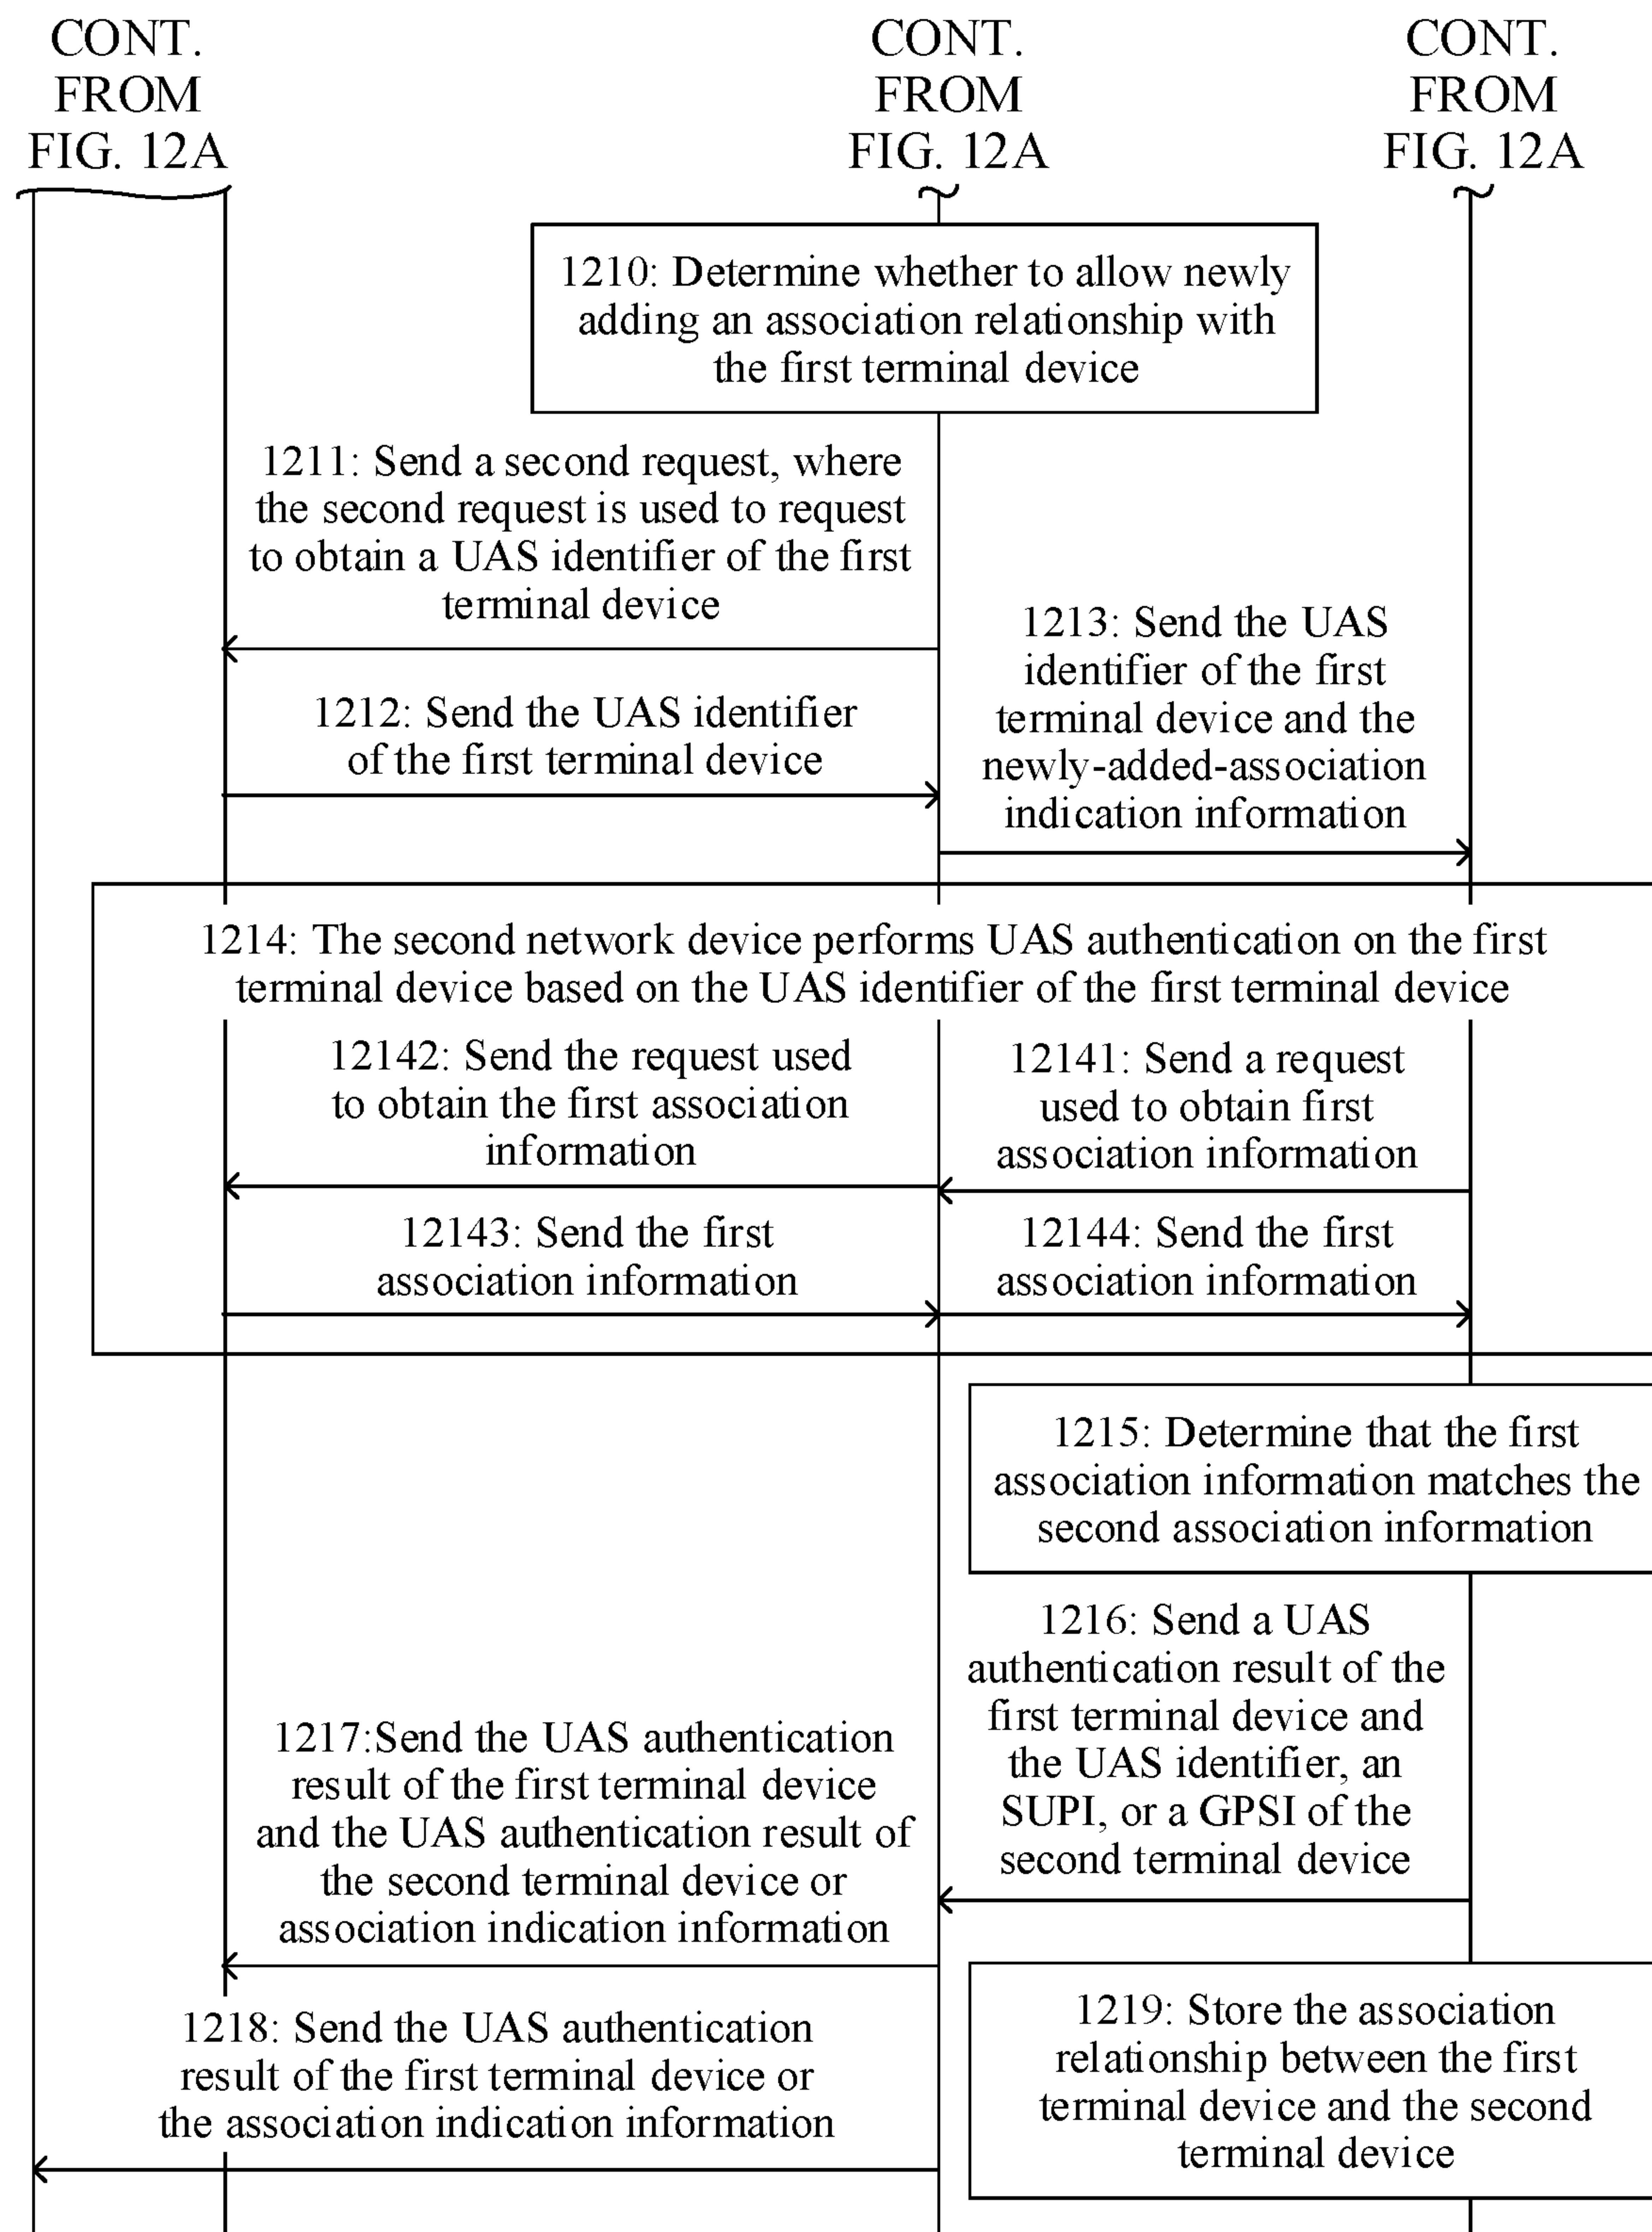 CONT.
FROM
FIG. 12A
CONT.
FROM
FIG. 12A
CONT.
FROM
FIG. 12A
1210: Determine whether to allow newly
adding an association relationship with
the first terminal device
1211: Send a second request, where
the second request is used to request
to obtain a UAS identifier of the first
terminal device
1212: Send the UAS identifier
of the first terminal device
1213: Send the UAS
identifier of the first
terminal device and the
newly-added-association
indication information
1214: The second network device performs UAS authentication on the first
terminal device based on the UAS identifier of the first terminal device
12142: Send the request used
to obtain the first association
information
12141: Send a request
used to obtain first
association information
12143: Send the first
association information
12144: Send the first
association information
1215: Determine that the first
association information matches the
second association information
1216: Send a UAS
authentication result of the
first terminal device and
the UAS identifier, an
SUPI, or a GPSI of the
second terminal device
1217:Send the UAS authentication
result of the first terminal device
and the UAS authentication result of
the second terminal device or
association indication information
1218: Send the UAS authentication
result of the first terminal device or
the association indication information
1219: Store the association
relationship between the first
terminal device and the second
terminal device